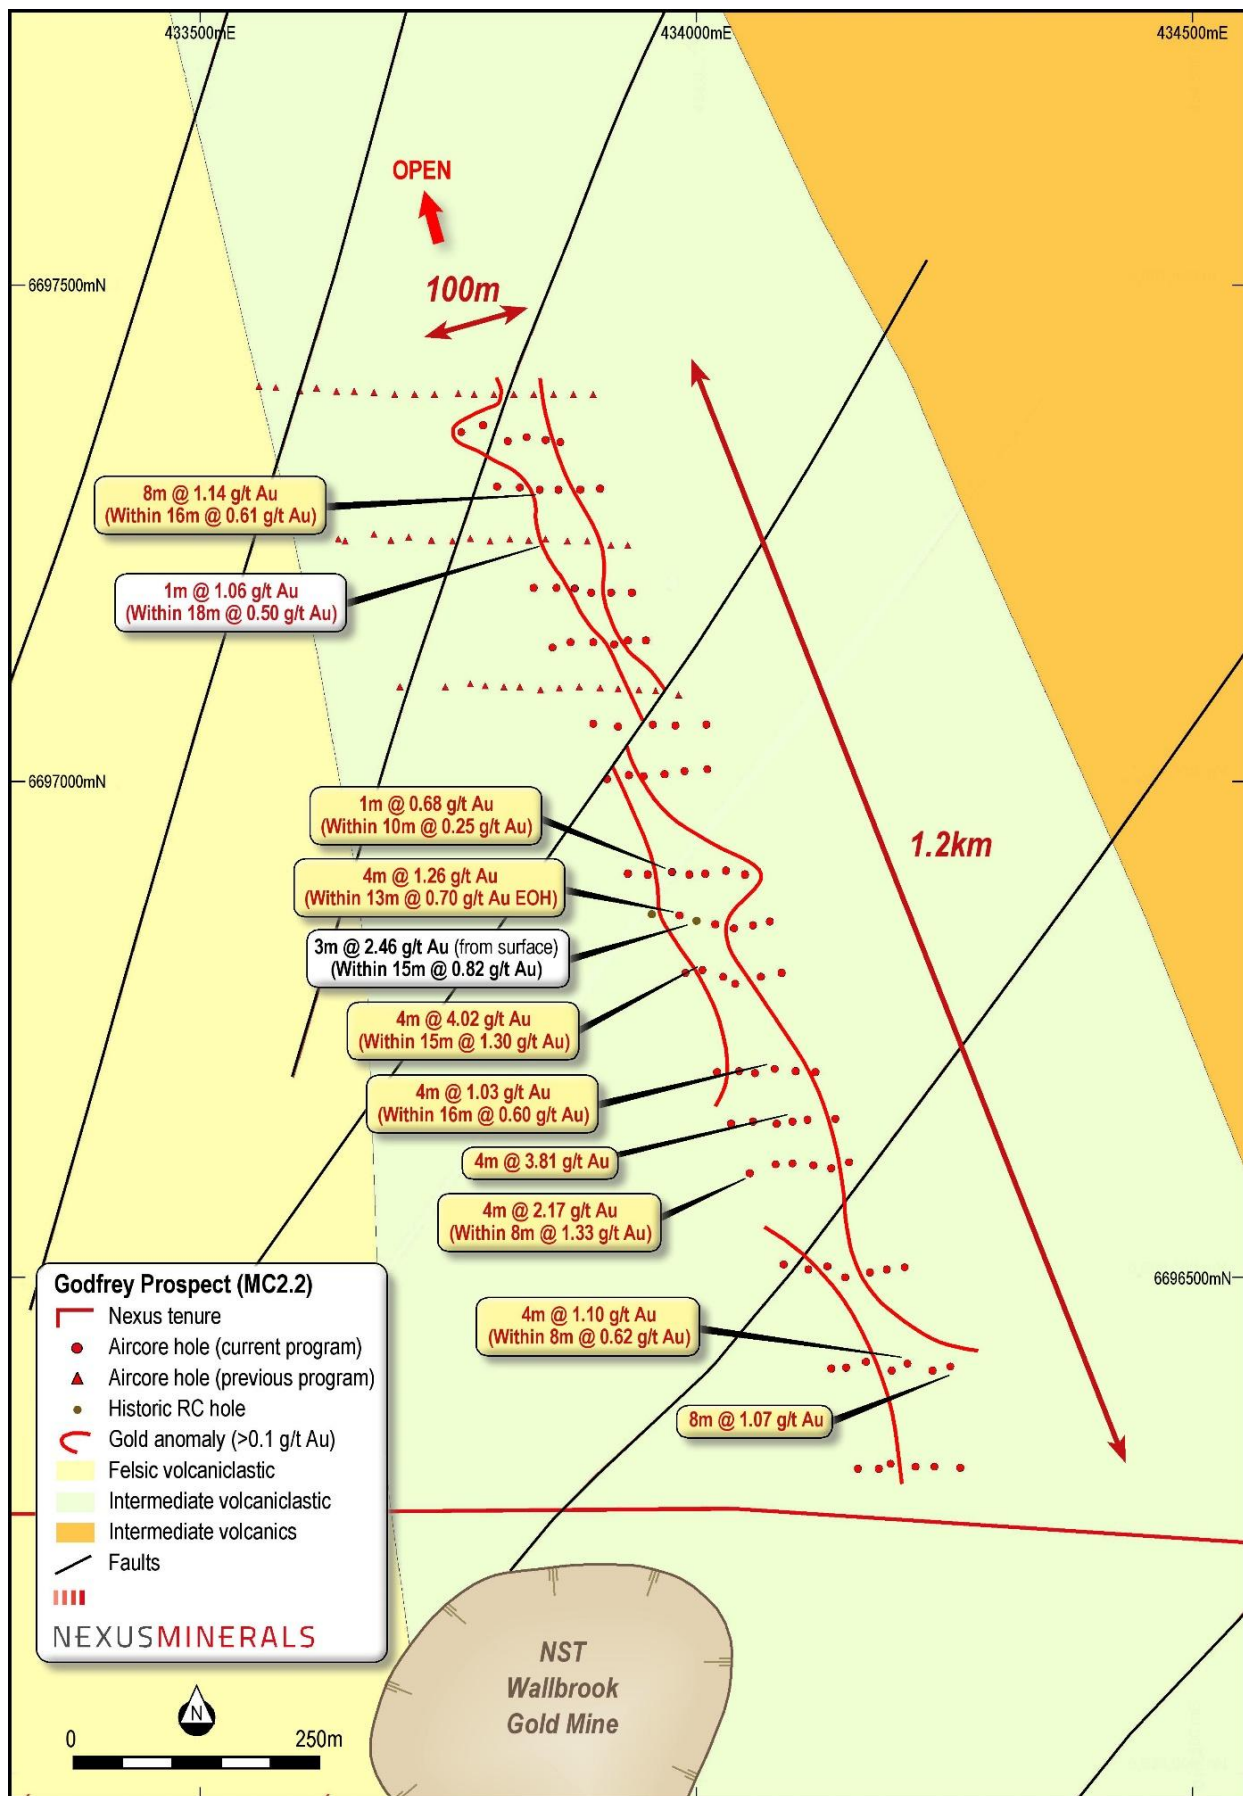 433500mE
434000mE
434500mE
OPEN
100m
6697500mN
8m @ 1.14 g/t Au
(Within 16m @ 0.61 g/t Au)
1m @ 1.06 g/t Au
(Within 18m @ 0.50 g/t Au)
6697000mN
1m @ 0.68 g/t Au
(Within 10m @ 0.25 g/t Au)
1.2km
4m @ 1.26 g/t Au
(Within 13m @ 0.70 g/t Au EOH)
3m @ 2.46 g/t Au (from surface)
(Within 15m @ 0.82 g/t Au)
4m @ 4.02 g/t Au
(Within 15m @ 1.30 g/t Au)
4m @ 1.03 g/t Au
(Within 16m @ 0.60 g/t Au)
4m @ 3.81 g/t Au
4m @ 2.17 g/t Au
(Within 8m @ 1.33 g/t Au)
6696500mN
4m @ 1.10 g/t Au
(Within 8m @ 0.62 g/t Au)
8m @ 1.07 g/t Au
Godfrey Prospect (MC2.2)
Nexus tenure
Aircore hole (current program)
Aircore hole (previous program)
Historic RC hole
Gold anomaly (>0.1 g/t Au)
Felsic volcaniclastic
Intermediate volcaniclastic
Intermediate volcanics
Faults
NEXUSMINERALS
NST
Wallbrook
Gold Mine
N
0
250m